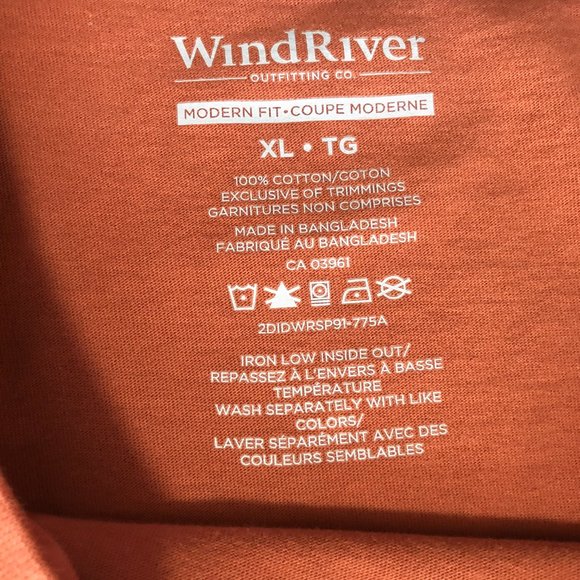 WindRiver
OUTFITTING CO.
MODERN FIT•COUPE MODERNE
XL • TG
100% COTTON/COTON
EXCLUSIVE OF TRIMMINGS
GARNITURES NON COMPRISES
MADE IN BANGLADESH
FABRIQUÉ AU BANGLADESH
CA 03961
2DIDWRSP91-775A
IRON LOW INSIDE OUT/
REPASSEZ À L'ENVERS À BASSE
TEMPÉRATURE
WASH SEPARATELY WITH LIKE
COLORS/
LAVER SÉPARÉMENT AVEC DES
COULEURS SEMBLABLES